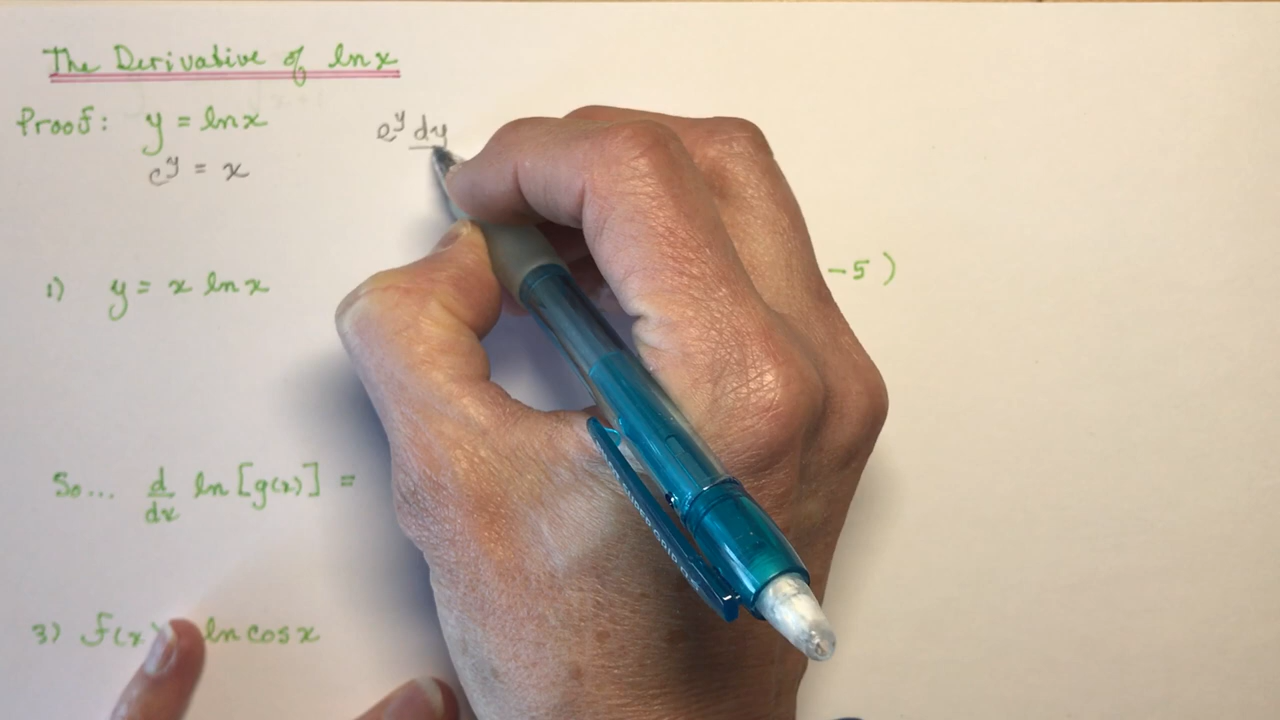 The Derivative of ln x
Proof: y = ln x
e^y = x
e^y dy
1) y = x ln x
-5)
So... d/dx ln [g(x)] =
3) f(x) ln cos x